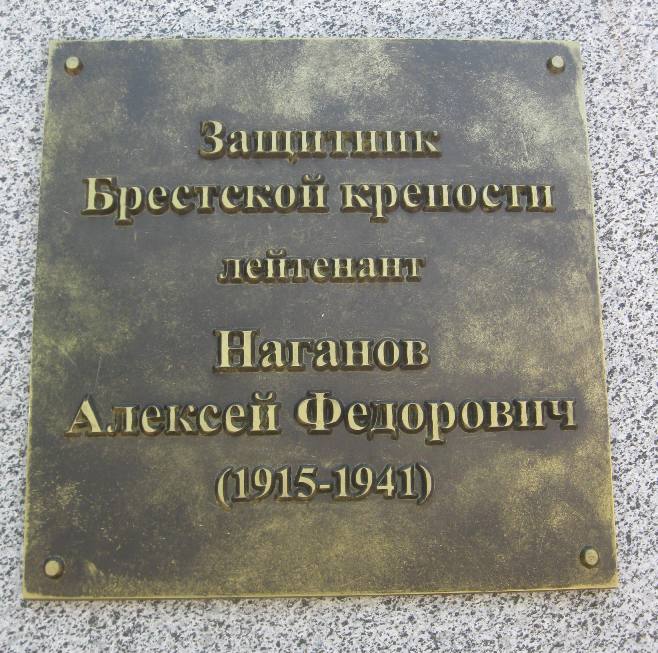 Защитник
Брестской крепости
лейтенант
Наганов
Алексей Федорович
(1915-1941)